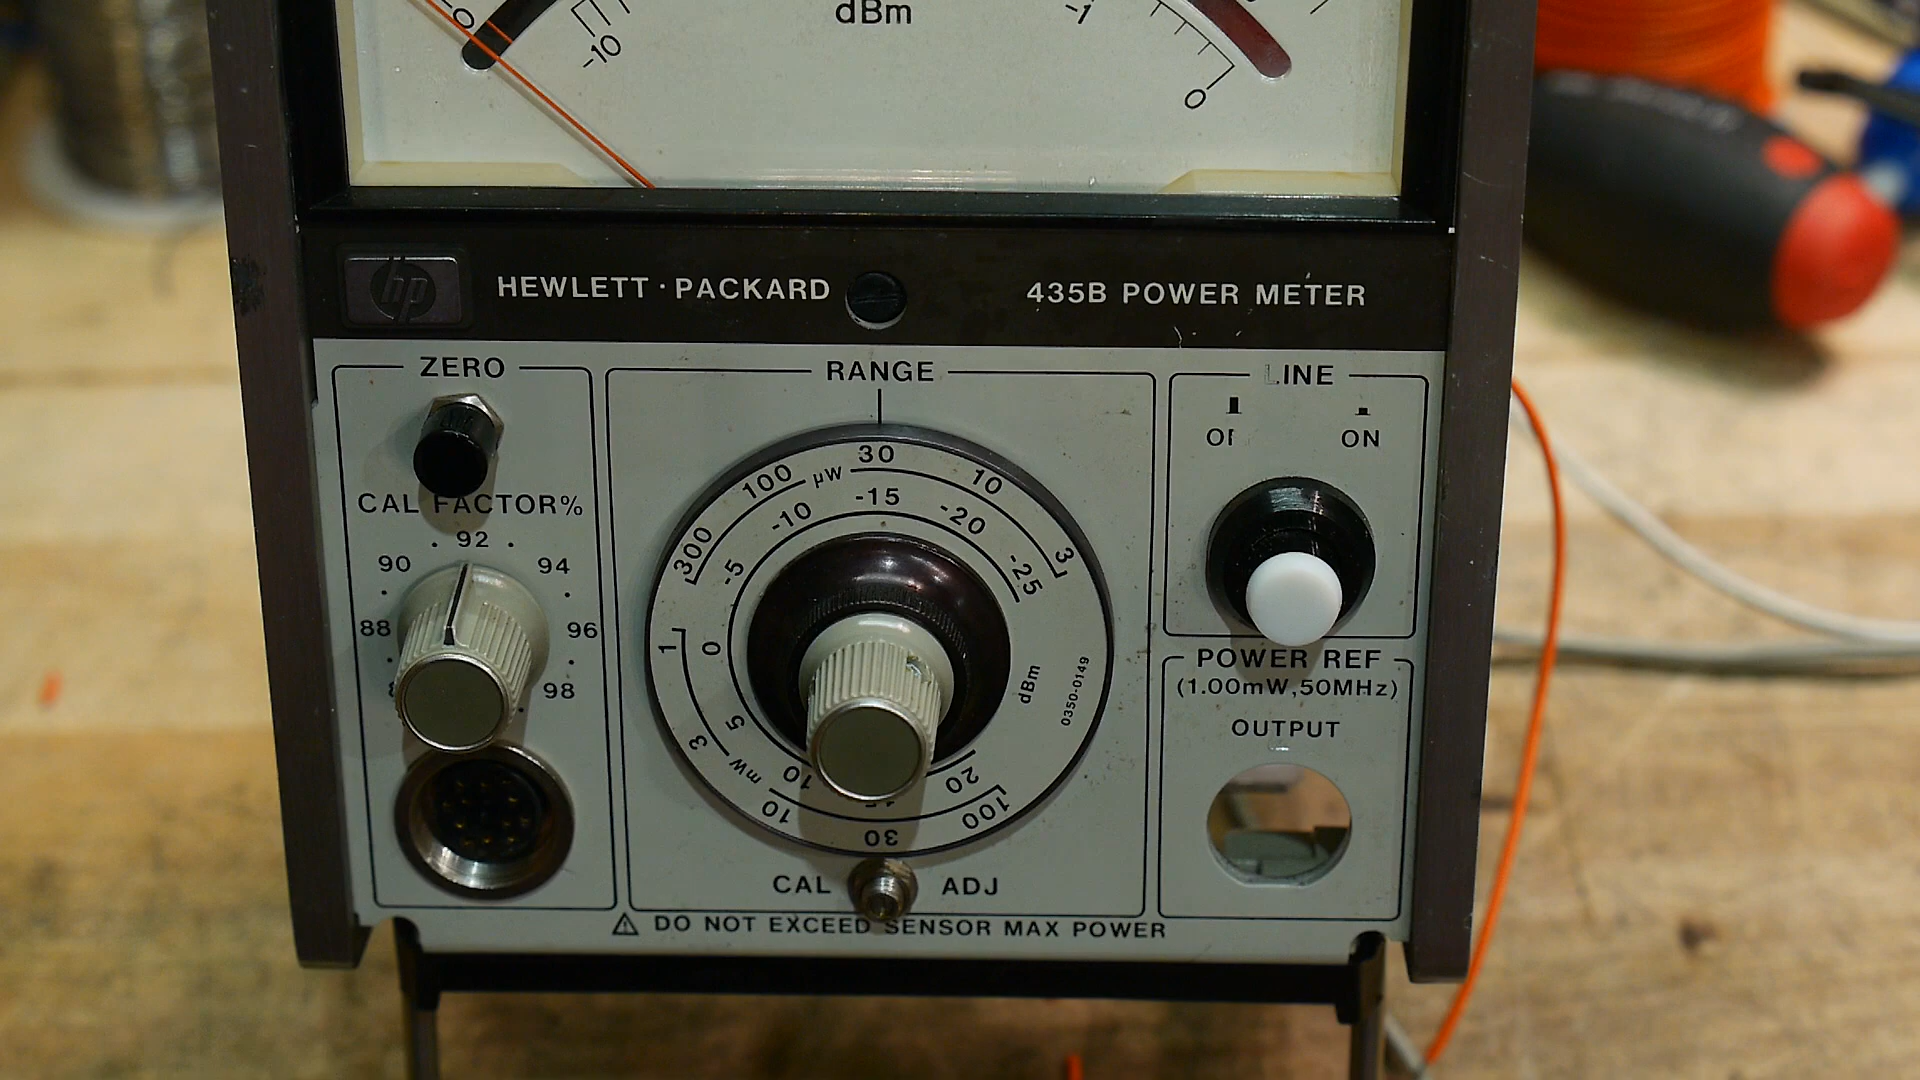 0
-10
dBm
-1
0
hp
HEWLETT · PACKARD
435B POWER METER
ZERO
CAL FACTOR%
88
90
· 92 ·
94
96
98
RANGE
300
100
µW
30
10
3
-5
-10
-15
-20
-25
1
3
mW
10
30
100
0
5
10
20
dBm
0350-0149
CAL ADJ
LINE
ON
POWER REF
(1.00mW,50MHz)
OUTPUT
⚠ DO NOT EXCEED SENSOR MAX POWER